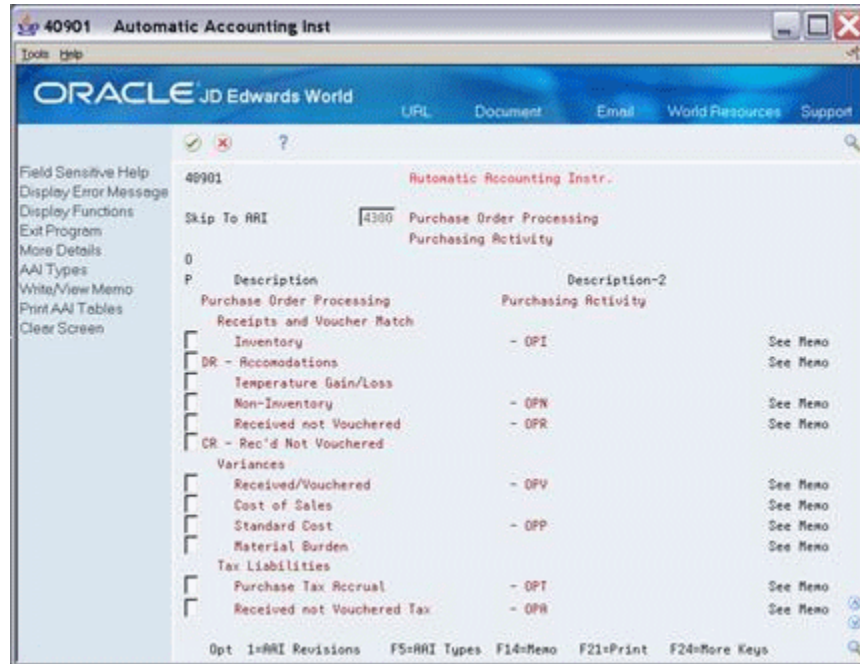 40901 Automatic Accounting Inst
Tools Help
ORACLE JD Edwards World
URL Document Email World Resources Support
?
Field Sensitive Help
Display Error Message
Display Functions
Exit Program
More Details
AAI Types
Write/View Memo
Print AAI Tables
Clear Screen
40901 Automatic Accounting Instr.
Skip To AAI 4300 Purchase Order Processing
Purchasing Activity
O
P Description Description-2
Purchase Order Processing Purchasing Activity
Receipts and Voucher Match
Inventory - OPI See Memo
DR - Accomodations See Memo
Temperature Gain/Loss
Non-Inventory - OPN See Memo
Received not Vouchered - OPR See Memo
CR - Rec'd Not Vouchered
Variances
Received/Vouchered - OPV See Memo
Cost of Sales See Memo
Standard Cost - OPP See Memo
Material Burden See Memo
Tax Liabilities
Purchase Tax Accrual - OPT See Memo
Received not Vouchered Tax - OPA See Memo
Opt 1=AAI Revisions F5=AAI Types F14=Memo F21=Print F24=More Keys